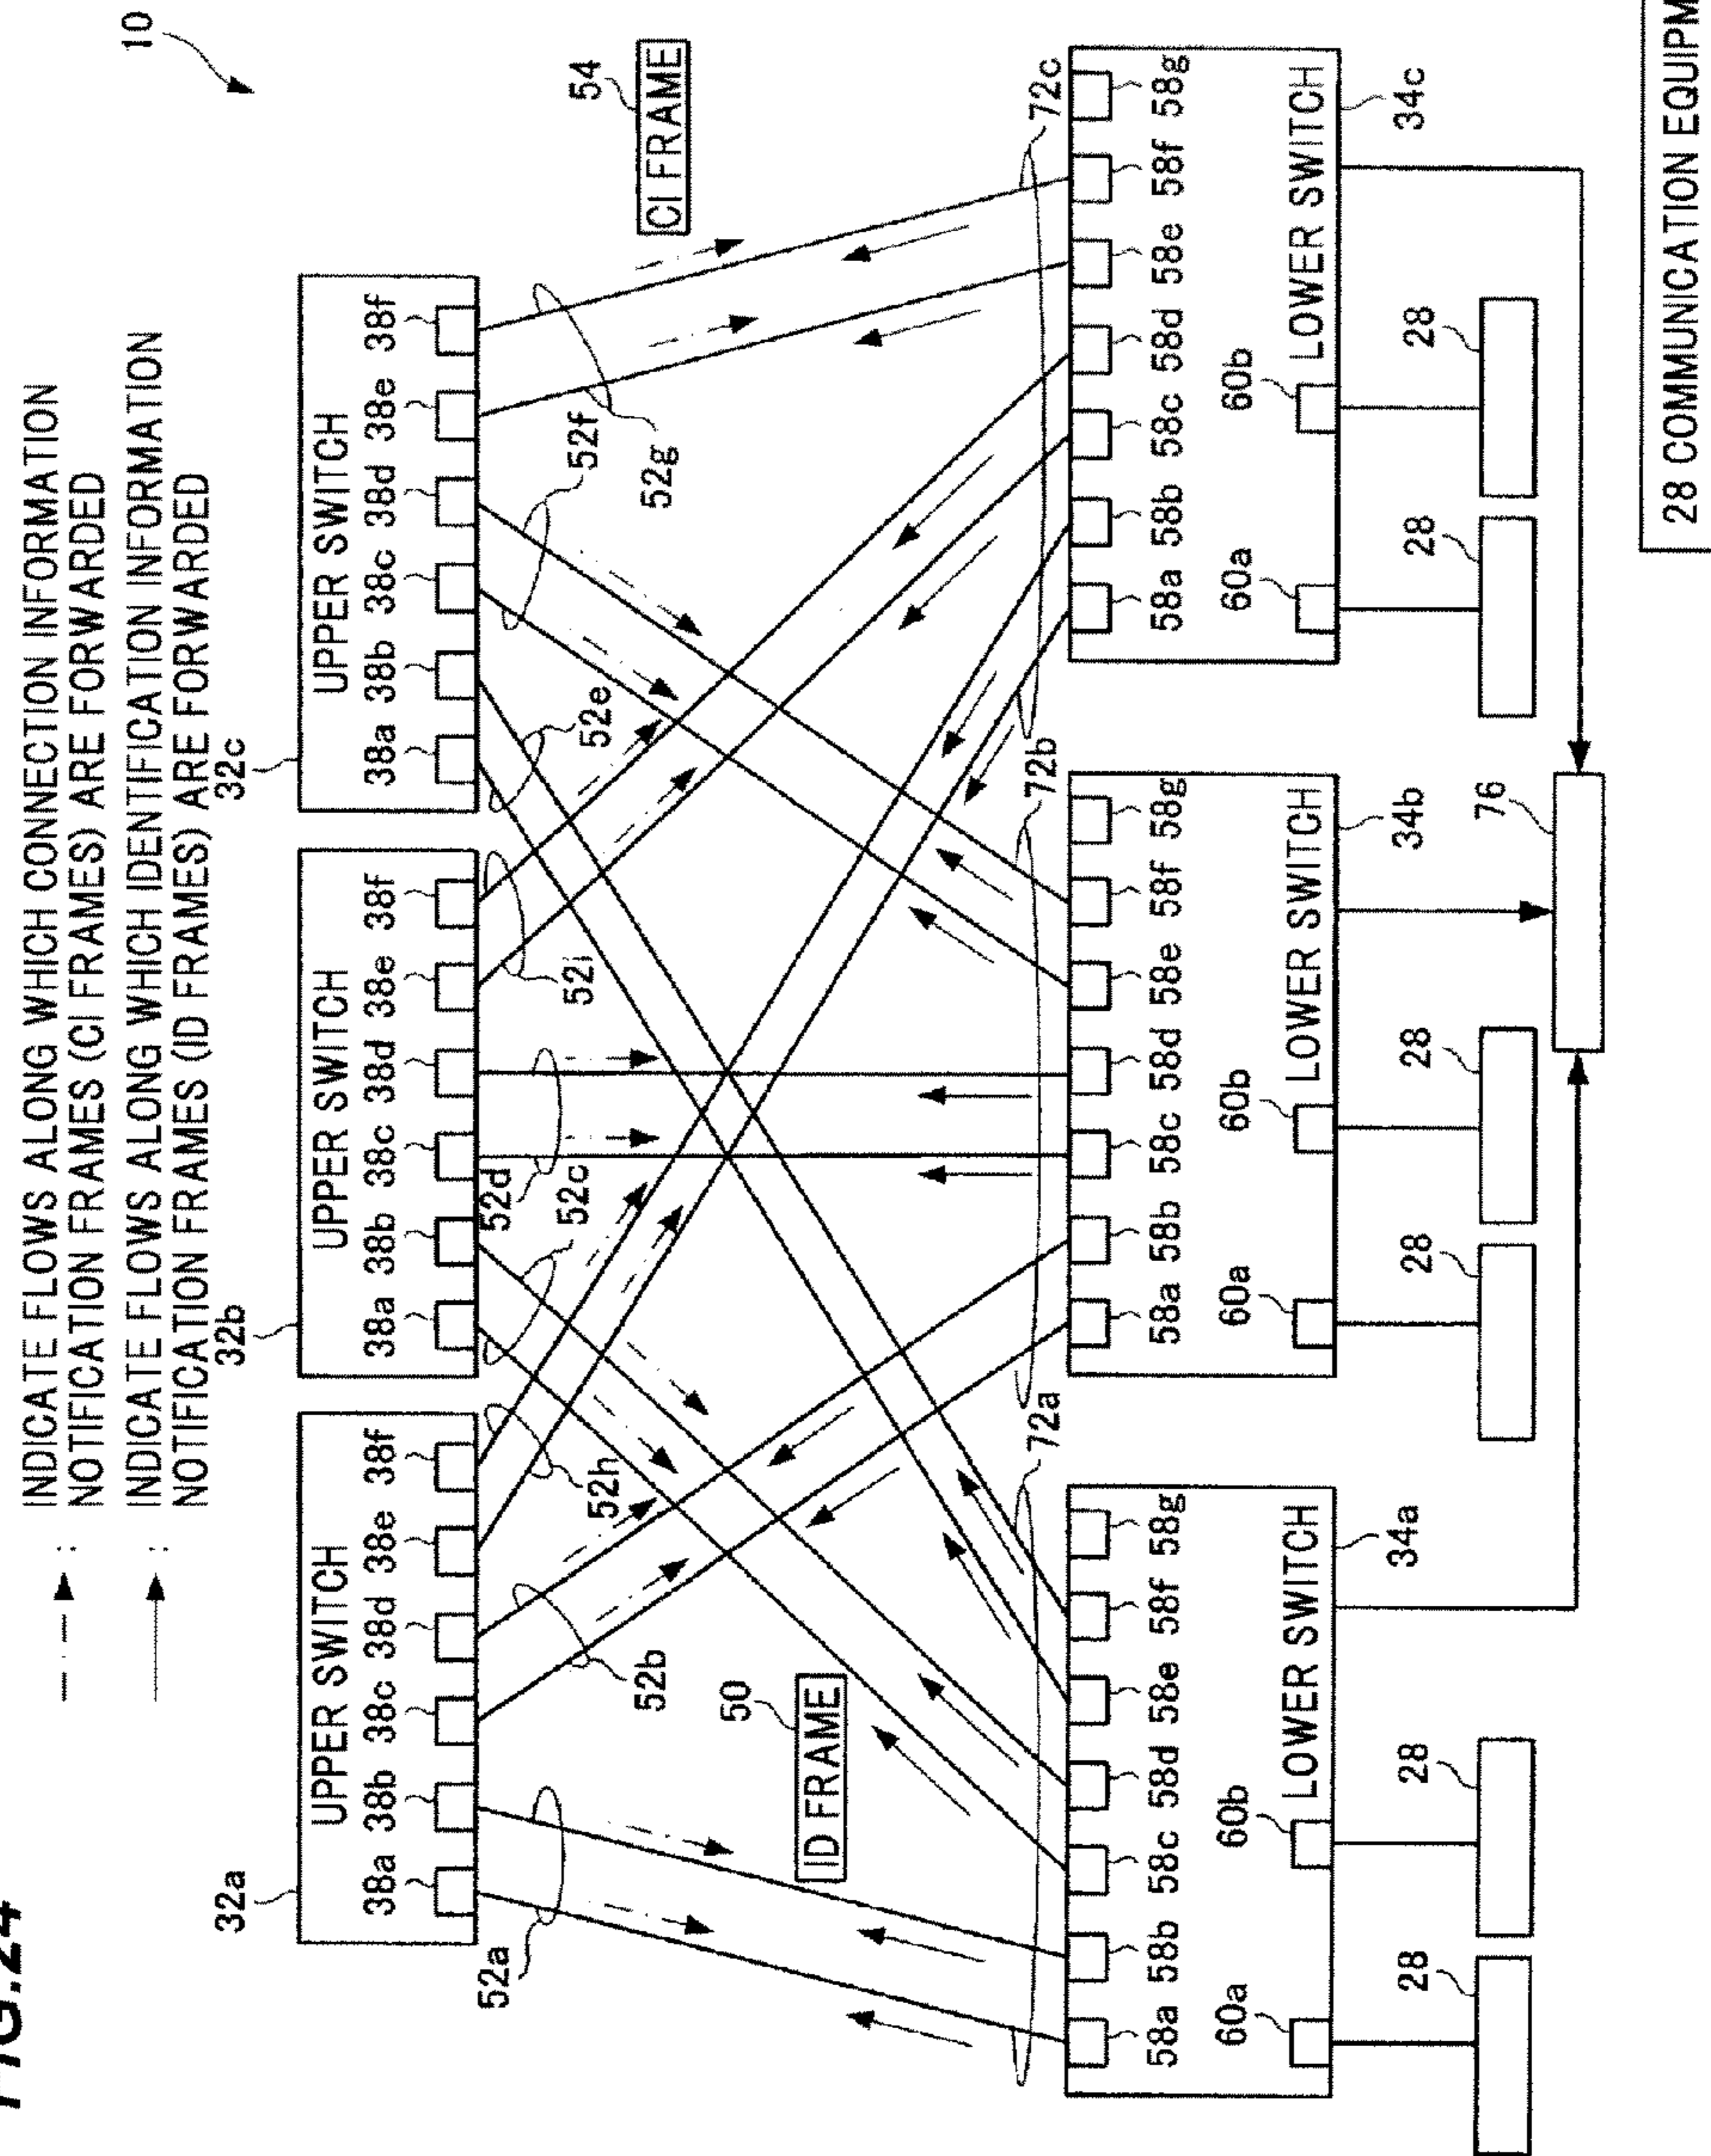 FIG.24
: INDICATE FLOWS ALONG WHICH CONNECTION INFORMATION
NOTIFICATION FRAMES (CI FRAMES) ARE FORWARDED
: INDICATE FLOWS ALONG WHICH IDENTIFICATION INFORMATION
NOTIFICATION FRAMES (ID FRAMES) ARE FORWARDED
10
32a
32b
32c
UPPER SWITCH
UPPER SWITCH
UPPER SWITCH
38a 38b 38c 38d 38e 38f
38a 38b 38c 38d 38e 38f
38a 38b 38c 38d 38e 38f
52a
52b
52h
52c
52d
52i
52e
52f
52g
54
CI FRAME
50
ID FRAME
72a
72b
72c
58a 58b 58c 58d 58e 58f 58g
58a 58b 58c 58d 58e 58f 58g
58a 58b 58c 58d 58e 58f 58g
60a 60b
60a 60b
60a 60b
LOWER SWITCH
LOWER SWITCH
LOWER SWITCH
34a
34b
34c
28 28
28 28
28 28
76
28 COMMUNICATION EQUIPM